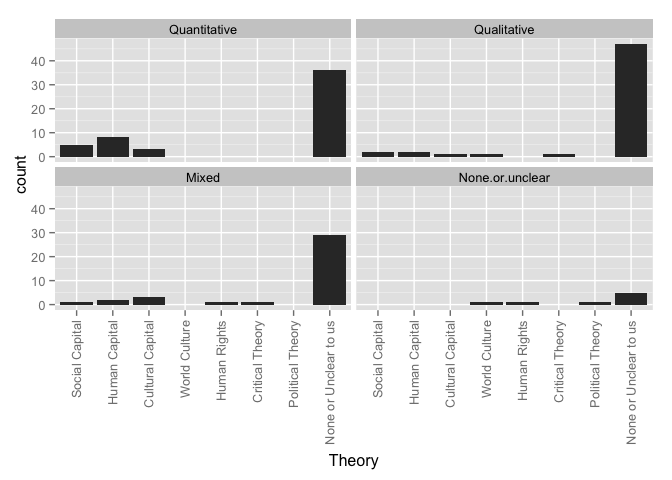 Quantitative
Qualitative
40
30
20
10
0
Mixed
None.or.unclear
40
30
20
10
0
count
Social Capital
Human Capital
Cultural Capital
World Culture
Human Rights
Critical Theory
Political Theory
None or Unclear to us
Social Capital
Human Capital
Cultural Capital
World Culture
Human Rights
Critical Theory
Political Theory
None or Unclear to us
Theory